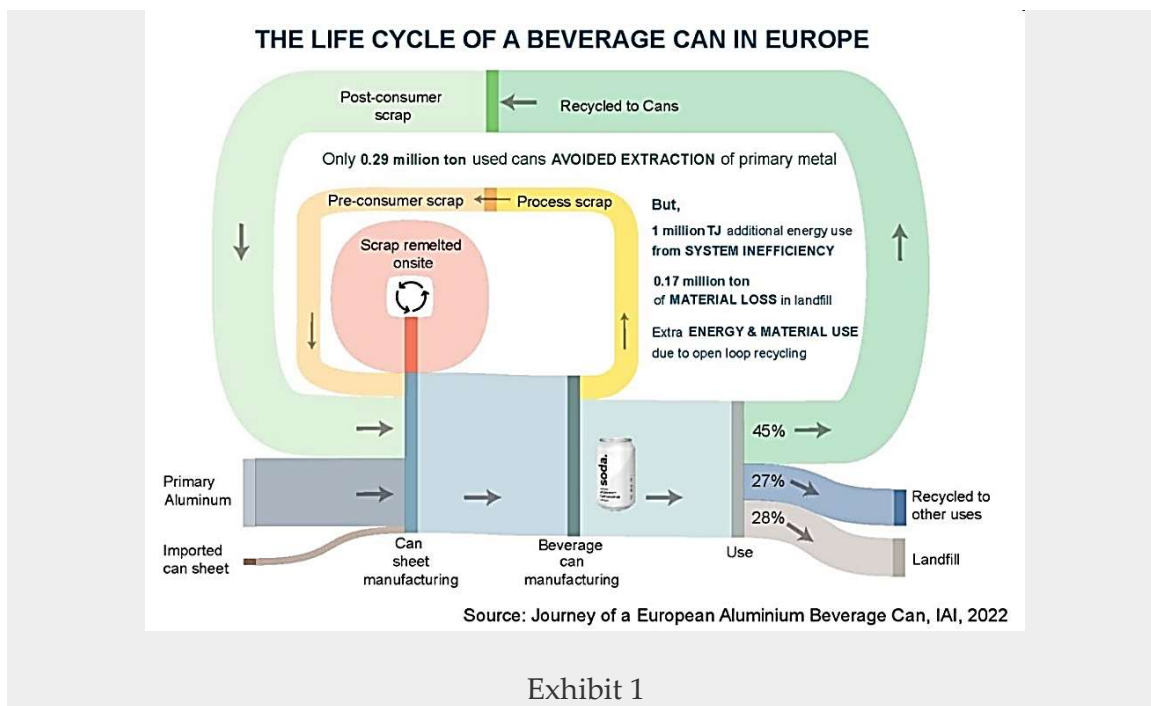 THE LIFE CYCLE OF A BEVERAGE CAN IN EUROPE
Post-consumer
scrap
Recycled to Cans
Only 0.29 million ton used cans AVOIDED EXTRACTION of primary metal
Pre-consumer scrap
Process scrap
But,
1 million TJ additional energy use
from SYSTEM INEFFICIENCY
0.17 million ton
of MATERIAL LOSS in landfill
Extra ENERGY & MATERIAL USE
due to open loop recycling
Scrap remelted
onsite
soda.
45%
27%
28%
Primary
Aluminum
Imported
can sheet
Can
sheet
manufacturing
Beverage
can
manufacturing
Use
Recycled to
other uses
Landfill
Source: Journey of a European Aluminium Beverage Can, IAI, 2022
Exhibit 1